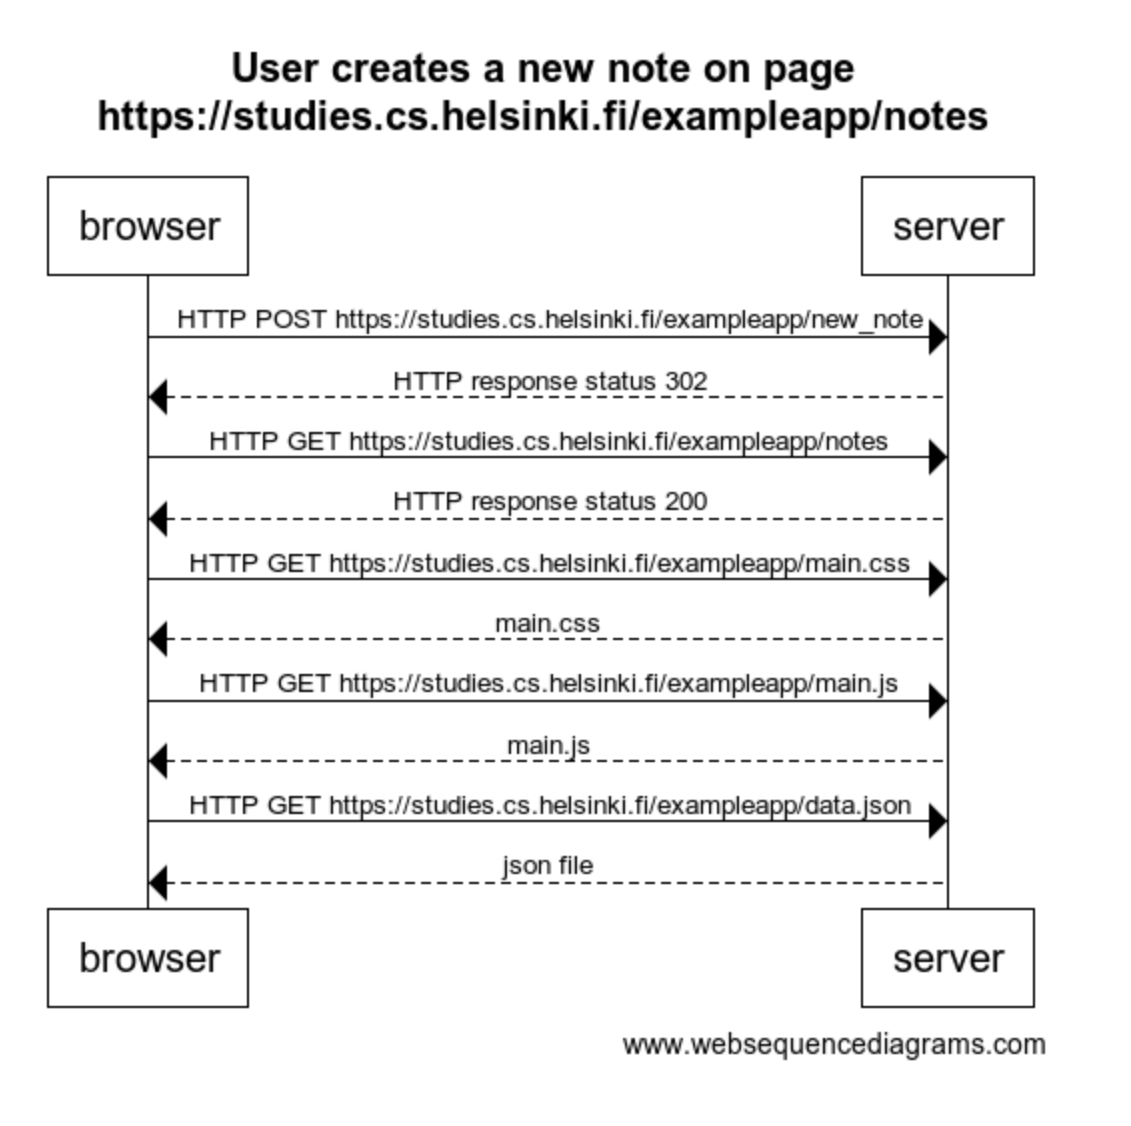 User creates a new note on page
https://studies.cs.helsinki.fi/exampleapp/notes
browser
server
HTTP POST https://studies.cs.helsinki.fi/exampleapp/new_note
HTTP response status 302
HTTP GET https://studies.cs.helsinki.fi/exampleapp/notes
HTTP response status 200
HTTP GET https://studies.cs.helsinki.fi/exampleapp/main.css
main.css
HTTP GET https://studies.cs.helsinki.fi/exampleapp/main.js
main.js
HTTP GET https://studies.cs.helsinki.fi/exampleapp/data.json
json file
browser
server
www.websequencediagrams.com